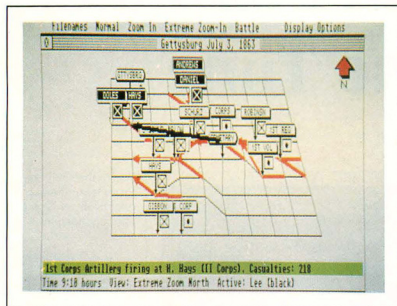 Filenames Normal Zoom In Extreme Zoom-In Battle Display Options
Gettysburg July 3, 1863
ANDREWS
DANIEL
ETTYSBRG
DOLES HAYS
N
SCHURZ CORPS ROBINSON
1ST REG
1ST VOL
HAYS
GIBBON CORP
1st Corps Artillery firing at H. Hays (II Corps). Casualties: 218
Time 9:18 hours View: Extreme Zoom North Active: Lee (black)